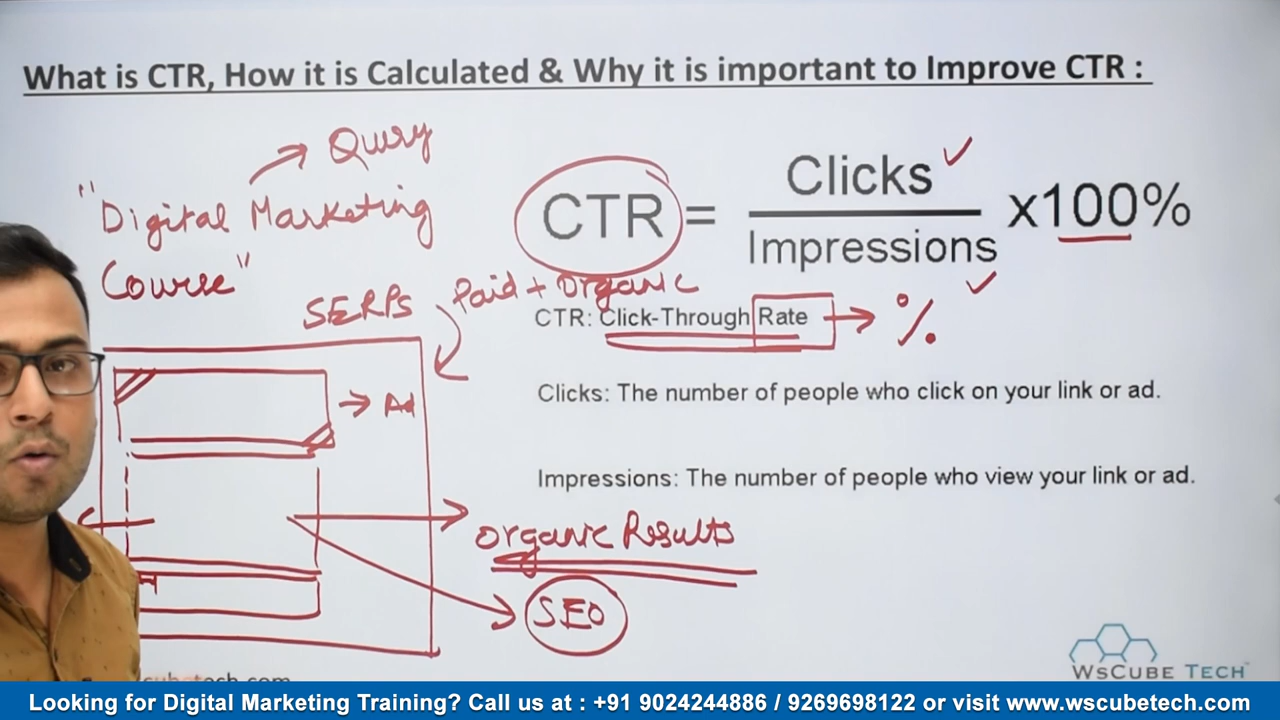 What is CTR, How it is Calculated & Why it is important to Improve CTR :
Query
"Digital Marketing
Course"
CTR = Clicks
Impressions
x100%
SERPs
Paid + Organic
CTR: Click-Through Rate
%
Ad
Clicks: The number of people who click on your link or ad.
Impressions: The number of people who view your link or ad.
Organic Results
SEO
WsCube Tech
Looking for Digital Marketing Training? Call us at : +91 9024244886 / 9269698122 or visit www.wscubetech.com